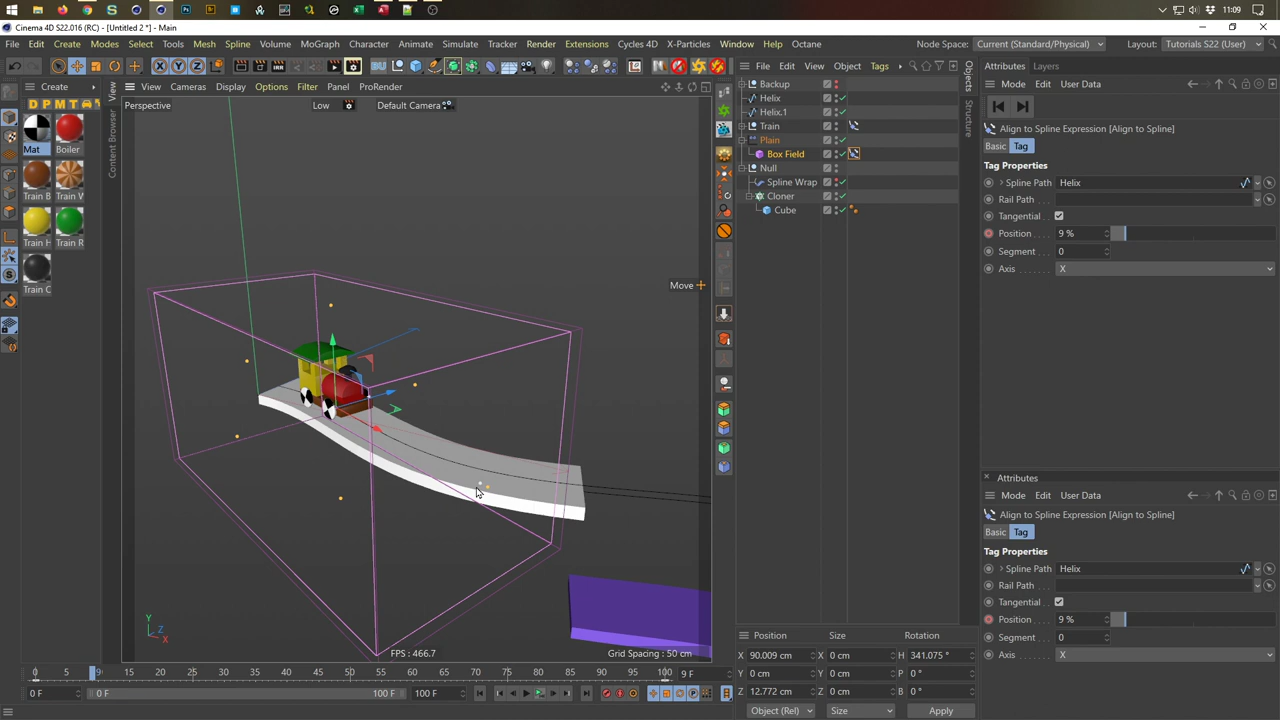 11:09
Cinema 4D S22.016 (RC) - [Untitled 2 *] - Main
File Edit Create Modes Select Tools Mesh Spline Volume MoGraph Character Animate Simulate Tracker Render Extensions Cycles 4D X-Particles Window Help Octane
Node Space: Current (Standard/Physical) Layout: Tutorials S22 (User)
Create
View Cameras Display Options Filter Panel ProRender
File Edit View Object Tags
Attributes Layers
Mode Edit User Data
D P M T
Perspective Low Default Camera
Mat Boiler
Train B Train V
Train H Train R
Train C
View
Content Browser
Move
Backup
Helix
Helix.1
Train
Plain
Box Field
Null
Spline Wrap
Cloner
Cube
Objects
Structure
Align to Spline Expression [Align to Spline]
Basic Tag
Tag Properties
Spline Path Helix
Rail Path
Tangential
Position 9 %
Segment 0
Axis X
Attributes
Mode Edit User Data
Align to Spline Expression [Align to Spline]
Basic Tag
Tag Properties
Spline Path Helix
Rail Path
Tangential
Position 9 %
Segment 0
Axis X
Y
Z
X
FPS : 466.7
Grid Spacing : 50 cm
Position Size Rotation
X 90.009 cm X 0 cm H 341.075 °
Y 0 cm Y 0 cm P 0 °
Z 12.772 cm Z 0 cm B 0 °
Object (Rel) Size Apply
0 5 9 15 20 25 30 35 40 45 50 55 60 65 70 75 80 85 90 95 100 9 F
0 F 0 F 100 F 100 F